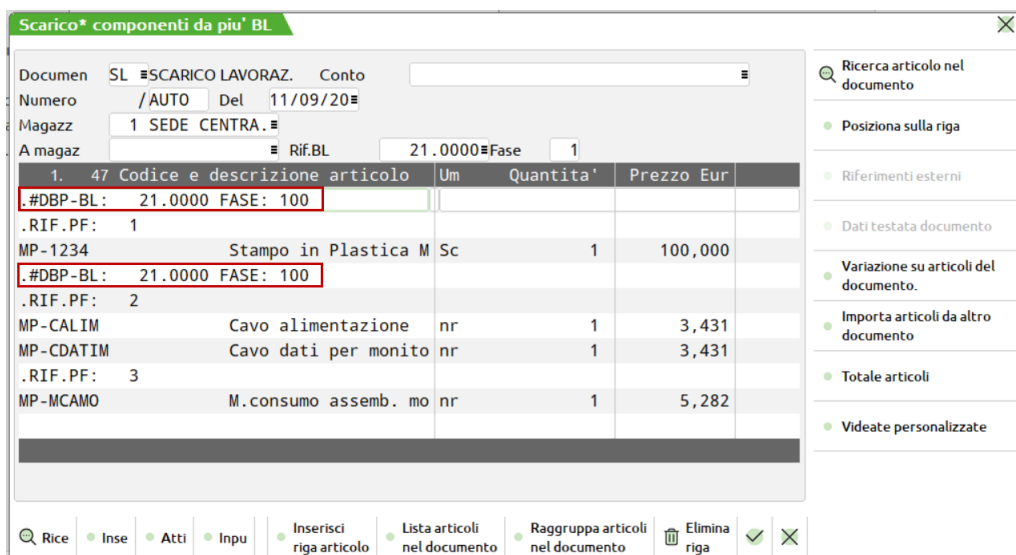 Scarico* componenti da piu' BL
Documen SL SCARICO LAVORAZ. Conto
Numero / AUTO Del 11/09/20
Magazz 1 SEDE CENTRA.
A magaz Rif.BL 21.0000 Fase 1
1. 47 Codice e descrizione articolo Um Quantita' Prezzo Eur
.#DBP-BL: 21.0000 FASE: 100
.RIF.PF: 1
MP-1234 Stampo in Plastica M Sc 1 100,000
.#DBP-BL: 21.0000 FASE: 100
.RIF.PF: 2
MP-CALIM Cavo alimentazione nr 1 3,431
MP-CDATIM Cavo dati per monito nr 1 3,431
.RIF.PF: 3
MP-MCAMO M.consumo assemb. mo nr 1 5,282
Ricerca articolo nel
documento
Posiziona sulla riga
Riferimenti esterni
Dati testata documento
Variazione su articoli del
documento.
Importa articoli da altro
documento
Totale articoli
Videate personalizzate
Rice Inse Atti Inpu
Inserisci
riga articolo
Lista articoli
nel documento
Raggruppa articoli
nel documento
Elimina
riga